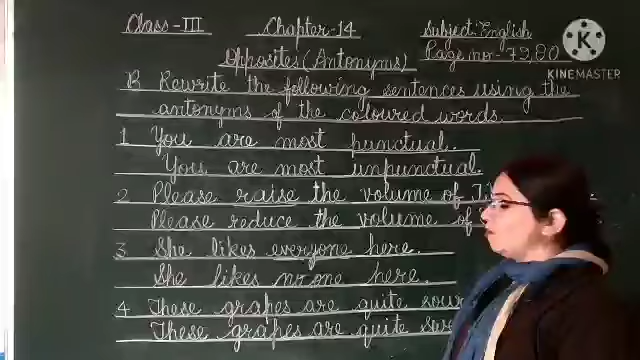 Class-III Chapter-14 Subject: English
Opposites (Antonyms) Page no- 79,80
KINEMASTER
B Rewrite the following sentences using the
antonyms of the coloured words
1 You are most punctual.
You are most unpunctual.
2 Please raise the volume of
Please reduce the volume of
3 She likes everyone here.
She likes no one here.
4 These grapes are quite sour
These grapes are quite